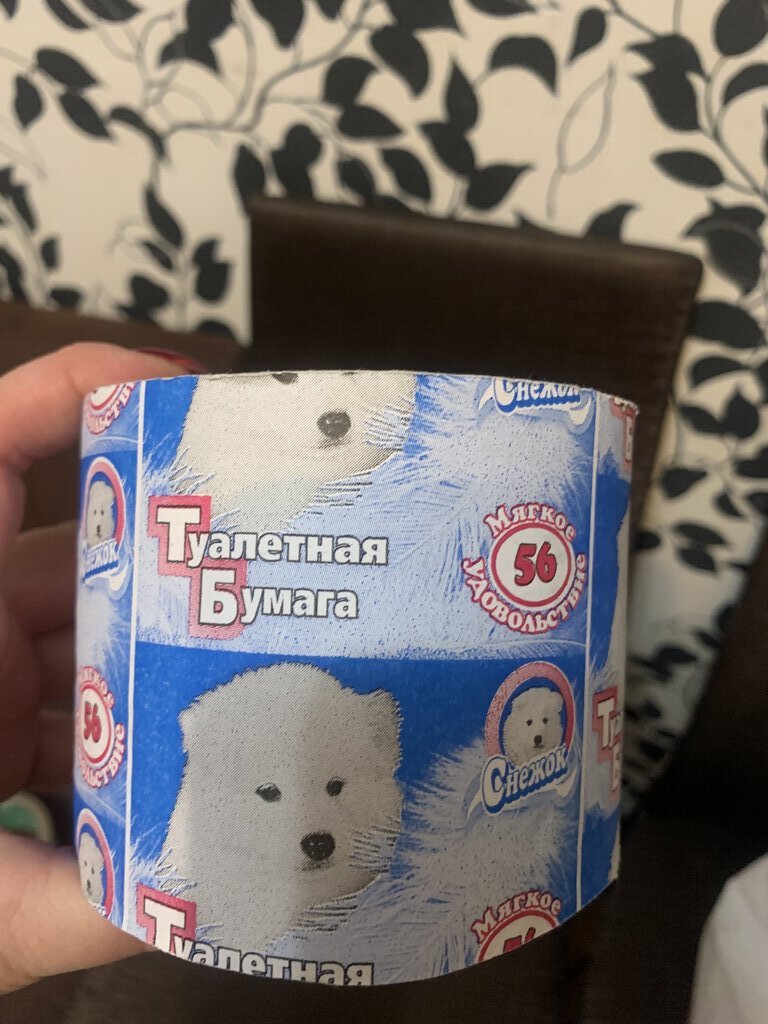 Снежок
Туалетная
Бумага
Мягкое
56
Удовольствие
Снежок
Мягкое
56
Удовольствие
Снежок
Туалетная
Мягкое